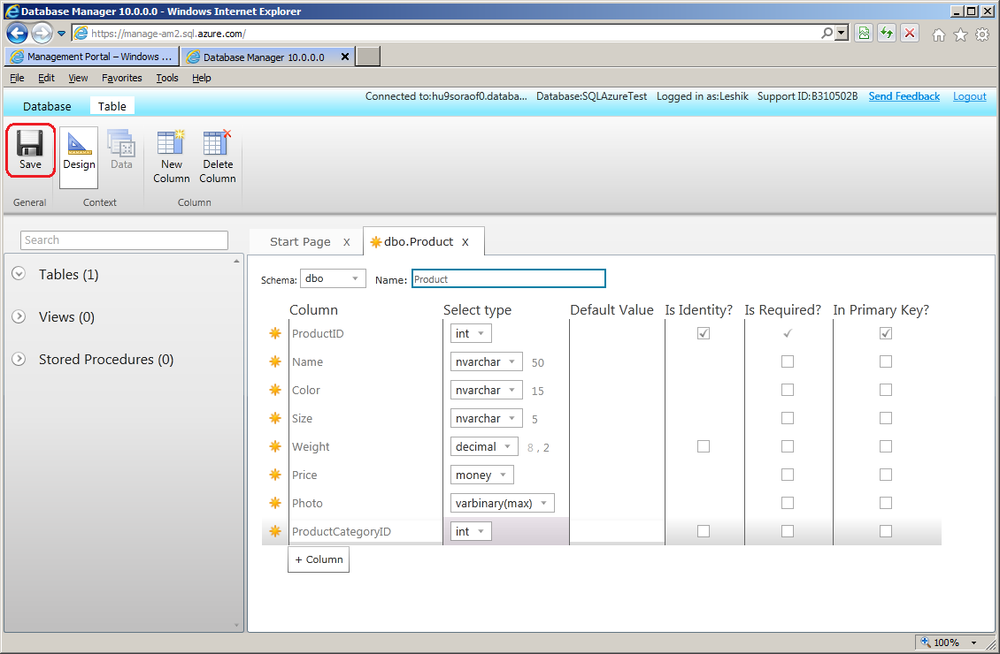 Database Manager 10.0.0.0 - Windows Internet Explorer
https://manage-am2.sql.azure.com/
Management Portal – Windows ...
Database Manager 10.0.0.0
File Edit View Favorites Tools Help
Connected to:hu9soraof0.databa... Database:SQLAzureTest Logged in as:Leshik Support ID:B310502B Send Feedback Logout
Database Table
Save Design Data New Column Delete Column
General Context Column
Search
Start Page x
dbo.Product x
Tables (1)
Views (0)
Stored Procedures (0)
Schema: dbo Name: Product
Column Select type Default Value Is Identity? Is Required? In Primary Key?
ProductID int
Name nvarchar 50
Color nvarchar 15
Size nvarchar 5
Weight decimal 8 , 2
Price money
Photo varbinary(max)
ProductCategoryID int
+ Column
100%